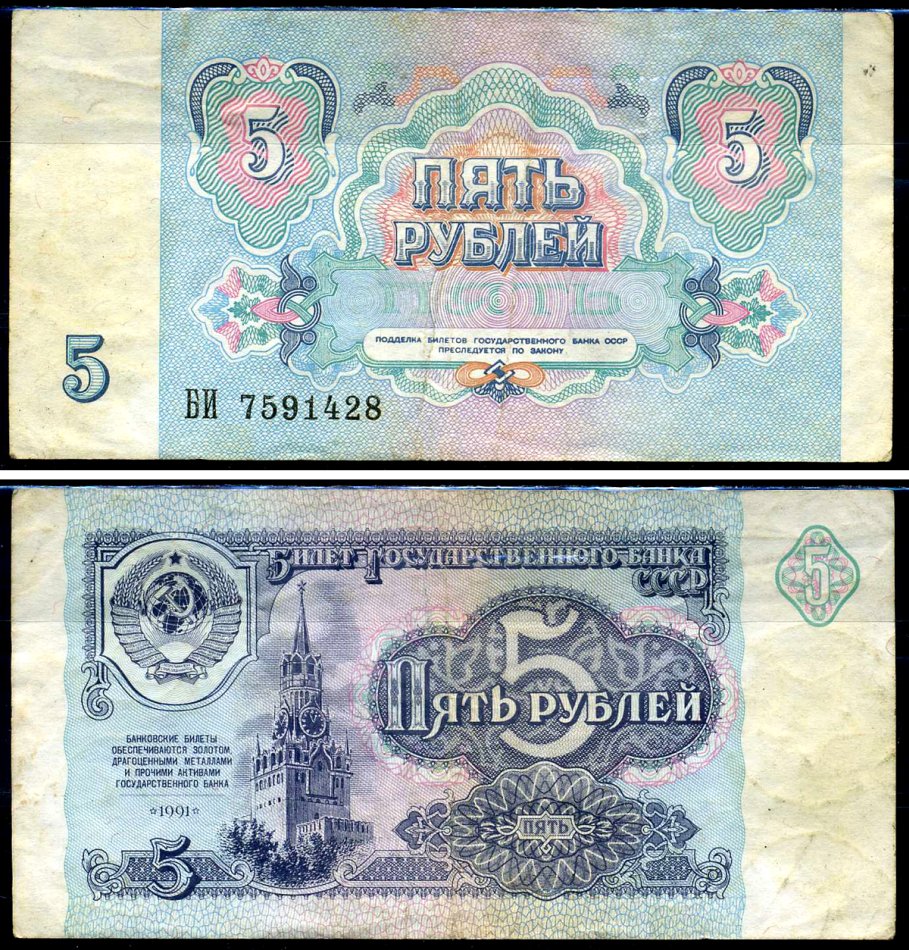 5
5
ПЯТЬ
РУБЛЕЙ
ПЯТЬ
ПОДДЕЛКА БИЛЕТОВ ГОСУДАРСТВЕННОГО БАНКА СССР
ПРЕСЛЕДУЕТСЯ ПО ЗАКОНУ
5
БИ 7591428
БИЛЕТ ГОСУДАРСТВЕННОГО БАНКА
СССР
5
5
ПЯТЬ РУБЛЕЙ
БАНКОВСКИЕ БИЛЕТЫ
ОБЕСПЕЧИВАЮТСЯ ЗОЛОТОМ,
ДРАГОЦЕННЫМИ МЕТАЛЛАМИ
И ПРОЧИМИ АКТИВАМИ
ГОСУДАРСТВЕННОГО БАНКА
1991
ПЯТЬ
5